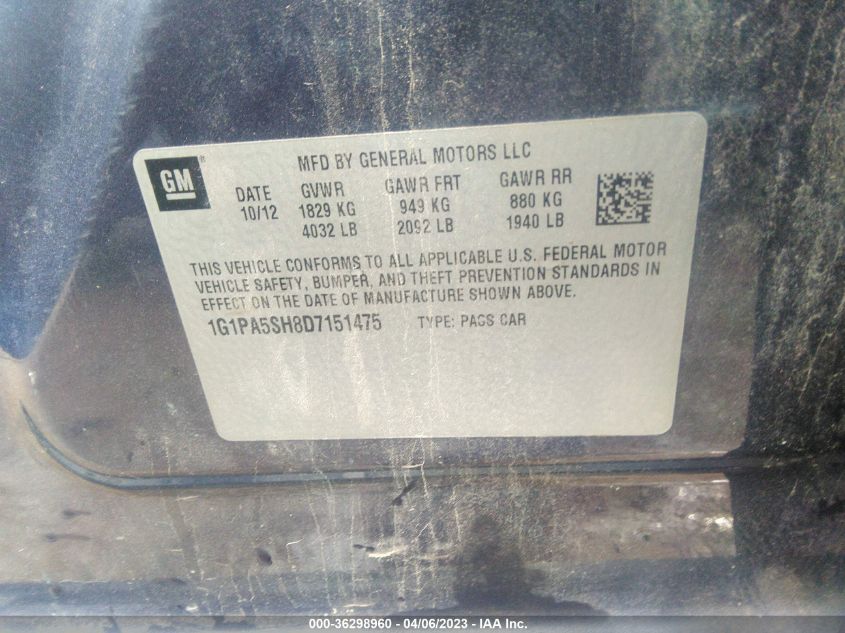 GM ®
MFD BY GENERAL MOTORS LLC
DATE GVWR GAWR FRT GAWR RR
10/12 1829 KG 949 KG 880 KG
4032 LB 2092 LB 1940 LB
THIS VEHICLE CONFORMS TO ALL APPLICABLE U.S. FEDERAL MOTOR
VEHICLE SAFETY, BUMPER, AND THEFT PREVENTION STANDARDS IN
EFFECT ON THE DATE OF MANUFACTURE SHOWN ABOVE.
1G1PA5SH8D7151475 TYPE: PASS CAR
000-36298960 - 04/06/2023 - IAA Inc.